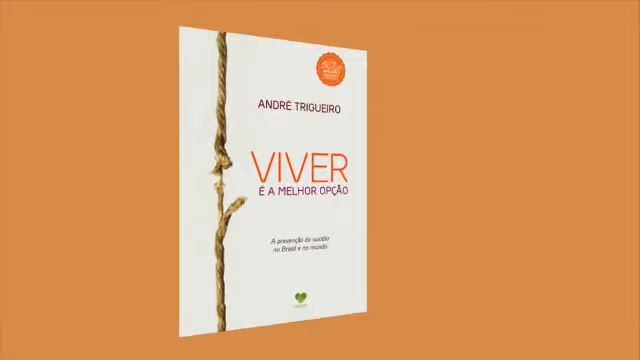 ANDRÉ TRIGUEIRO
VIVER
É A MELHOR OPÇÃO
A prevenção do suicídio
no Brasil e no mundo